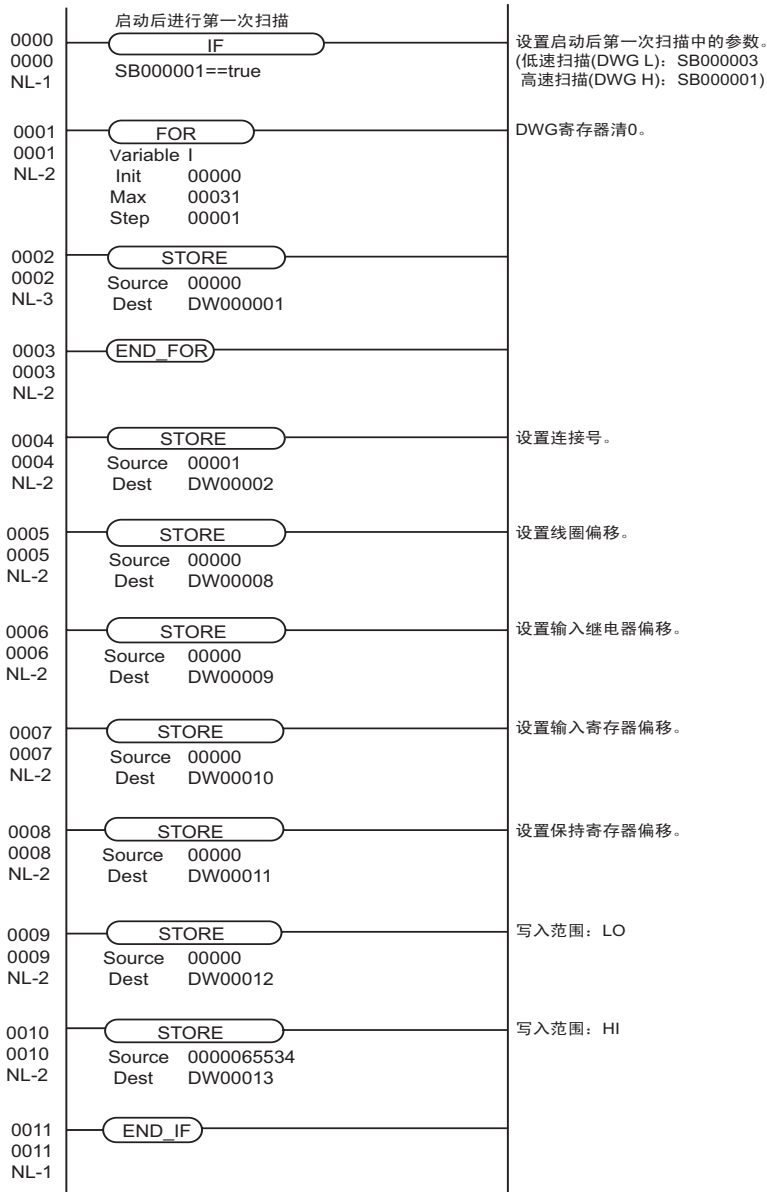 启动后进行第一次扫描
0000
0000
NL-1
IF
SB000001==true
设置启动后第一次扫描中的参数。
(低速扫描(DWG L)：SB000003
高速扫描(DWG H)：SB000001)
0001
0001
NL-2
FOR
Variable I
Init 00000
Max 00031
Step 00001
DWG寄存器清0。
0002
0002
NL-3
STORE
Source 00000
Dest DW000001
0003
0003
NL-2
END_FOR
0004
0004
NL-2
STORE
Source 00001
Dest DW00002
设置连接号。
0005
0005
NL-2
STORE
Source 00000
Dest DW00008
设置线圈偏移。
0006
0006
NL-2
STORE
Source 00000
Dest DW00009
设置输入继电器偏移。
0007
0007
NL-2
STORE
Source 00000
Dest DW00010
设置输入寄存器偏移。
0008
0008
NL-2
STORE
Source 00000
Dest DW00011
设置保持寄存器偏移。
0009
0009
NL-2
STORE
Source 00000
Dest DW00012
写入范围：LO
0010
0010
NL-2
STORE
Source 0000065534
Dest DW00013
写入范围：HI
0011
0011
NL-1
END_IF